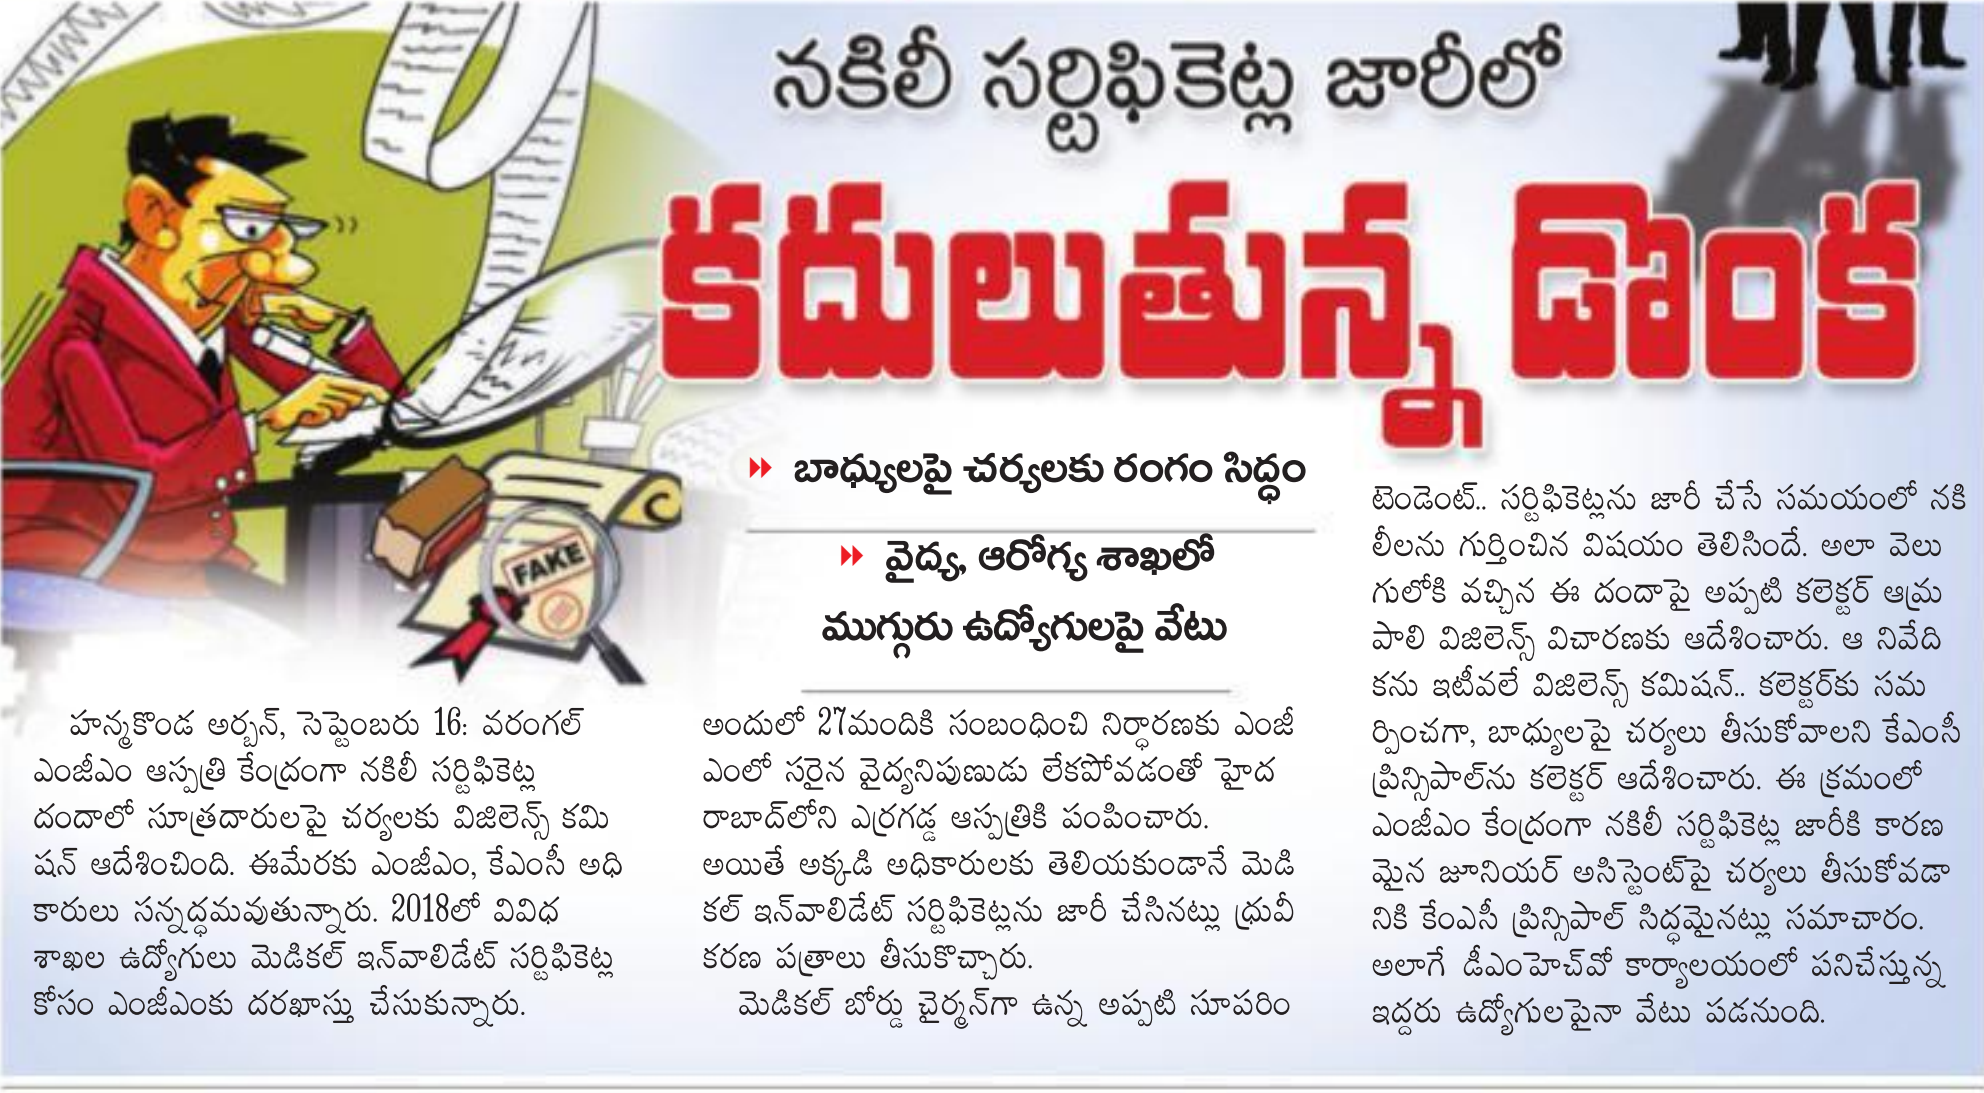 నకిలీ సర్టిఫికెట్ల జారీలో
కదులుతున్న డొంక
బాధ్యులపై చర్యలకు రంగం సిద్ధం
వైద్య, ఆరోగ్య శాఖలో
ముగ్గురు ఉద్యోగులపై వేటు
FAKE
హన్మకొండ అర్బన్, సెప్టెంబరు 16: వరంగల్
ఎంజీఎం ఆస్పత్రి కేంద్రంగా నకిలీ సర్టిఫికెట్ల
దందాలో సూత్రదారులపై చర్యలకు విజిలెన్స్ కమి
షన్ ఆదేశించింది. ఈమేరకు ఎంజీఎం, కేఎంసీ అధి
కారులు సన్నద్ధమవుతున్నారు. 2018లో వివిధ
శాఖల ఉద్యోగులు మెడికల్ ఇన్‌వాలిడేట్ సర్టిఫికెట్ల
కోసం ఎంజీఎంకు దరఖాస్తు చేసుకున్నారు.
అందులో 27మందికి సంబంధించి నిర్ధారణకు ఎంజీ
ఎంలో సరైన వైద్యనిపుణుడు లేకపోవడంతో హైద
రాబాద్‌లోని ఎర్రగడ్డ ఆస్పత్రికి పంపించారు.
అయితే అక్కడి అధికారులకు తెలియకుండానే మెడి
కల్ ఇన్‌వాలిడేట్ సర్టిఫికెట్లను జారీ చేసినట్లు ధ్రువీ
కరణ పత్రాలు తీసుకొచ్చారు.
మెడికల్ బోర్డు చైర్మన్‌గా ఉన్న అప్పటి సూపరిం
టెండెంట్.. సర్టిఫికెట్లను జారీ చేసే సమయంలో నకి
లీలను గుర్తించిన విషయం తెలిసిందే. అలా వెలు
గులోకి వచ్చిన ఈ దందాపై అప్పటి కలెక్టర్ ఆమ్ర
పాలి విజిలెన్స్ విచారణకు ఆదేశించారు. ఆ నివేది
కను ఇటీవలే విజిలెన్స్ కమిషన్.. కలెక్టర్‌కు సమ
ర్పించగా, బాధ్యులపై చర్యలు తీసుకోవాలని కేఎంసీ
ప్రిన్సిపాల్‌ను కలెక్టర్ ఆదేశించారు. ఈ క్రమంలో
ఎంజీఎం కేంద్రంగా నకిలీ సర్టిఫికెట్ల జారీకి కారణ
మైన జూనియర్ అసిస్టెంట్‌పై చర్యలు తీసుకోవడా
నికి కేంఎసీ ప్రిన్సిపాల్ సిద్ధమైనట్లు సమాచారం.
అలాగే డీఎంహెచ్‌వో కార్యాలయంలో పనిచేస్తున్న
ఇద్దరు ఉద్యోగులపైనా వేటు పడనుంది.